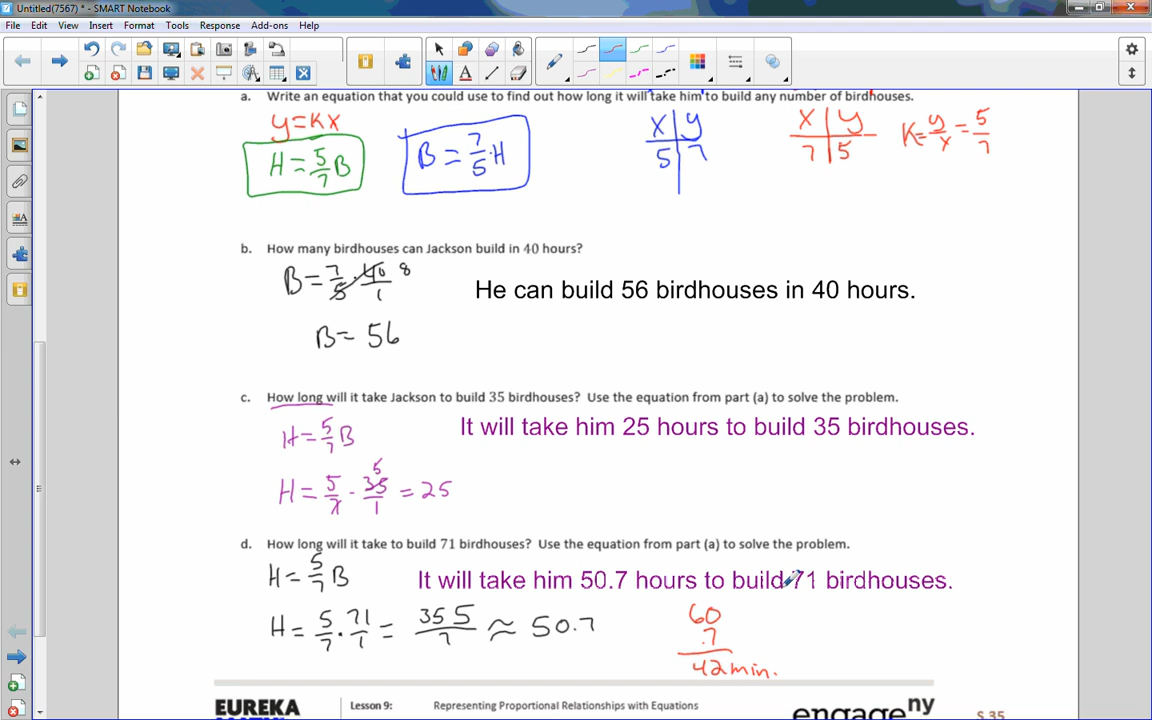 Untitled(7567) * - SMART Notebook
File Edit View Insert Format Tools Response Add-ons Help
a. Write an equation that you could use to find out how long it will take him to build any number of birdhouses.
y=Kx
H = 5/7 B
B = 7/5 · H
x | y
5 | 7
x | y
7 | 5
K = y/x = 5/7
b. How many birdhouses can Jackson build in 40 hours?
B = 7/5 · 40/1 8
He can build 56 birdhouses in 40 hours.
B = 56
c. How long will it take Jackson to build 35 birdhouses? Use the equation from part (a) to solve the problem.
H = 5/7 B
It will take him 25 hours to build 35 birdhouses.
5
H = 5/7 · 35/1 = 25
d. How long will it take to build 71 birdhouses? Use the equation from part (a) to solve the problem.
H = 5/7 B
It will take him 50.7 hours to build 71 birdhouses.
H = 5/7 · 71/1 = 355/7 ≈ 50.7
60
.7
42 min.
EUREKA
Lesson 9: Representing Proportional Relationships with Equations
engage ny
S.35